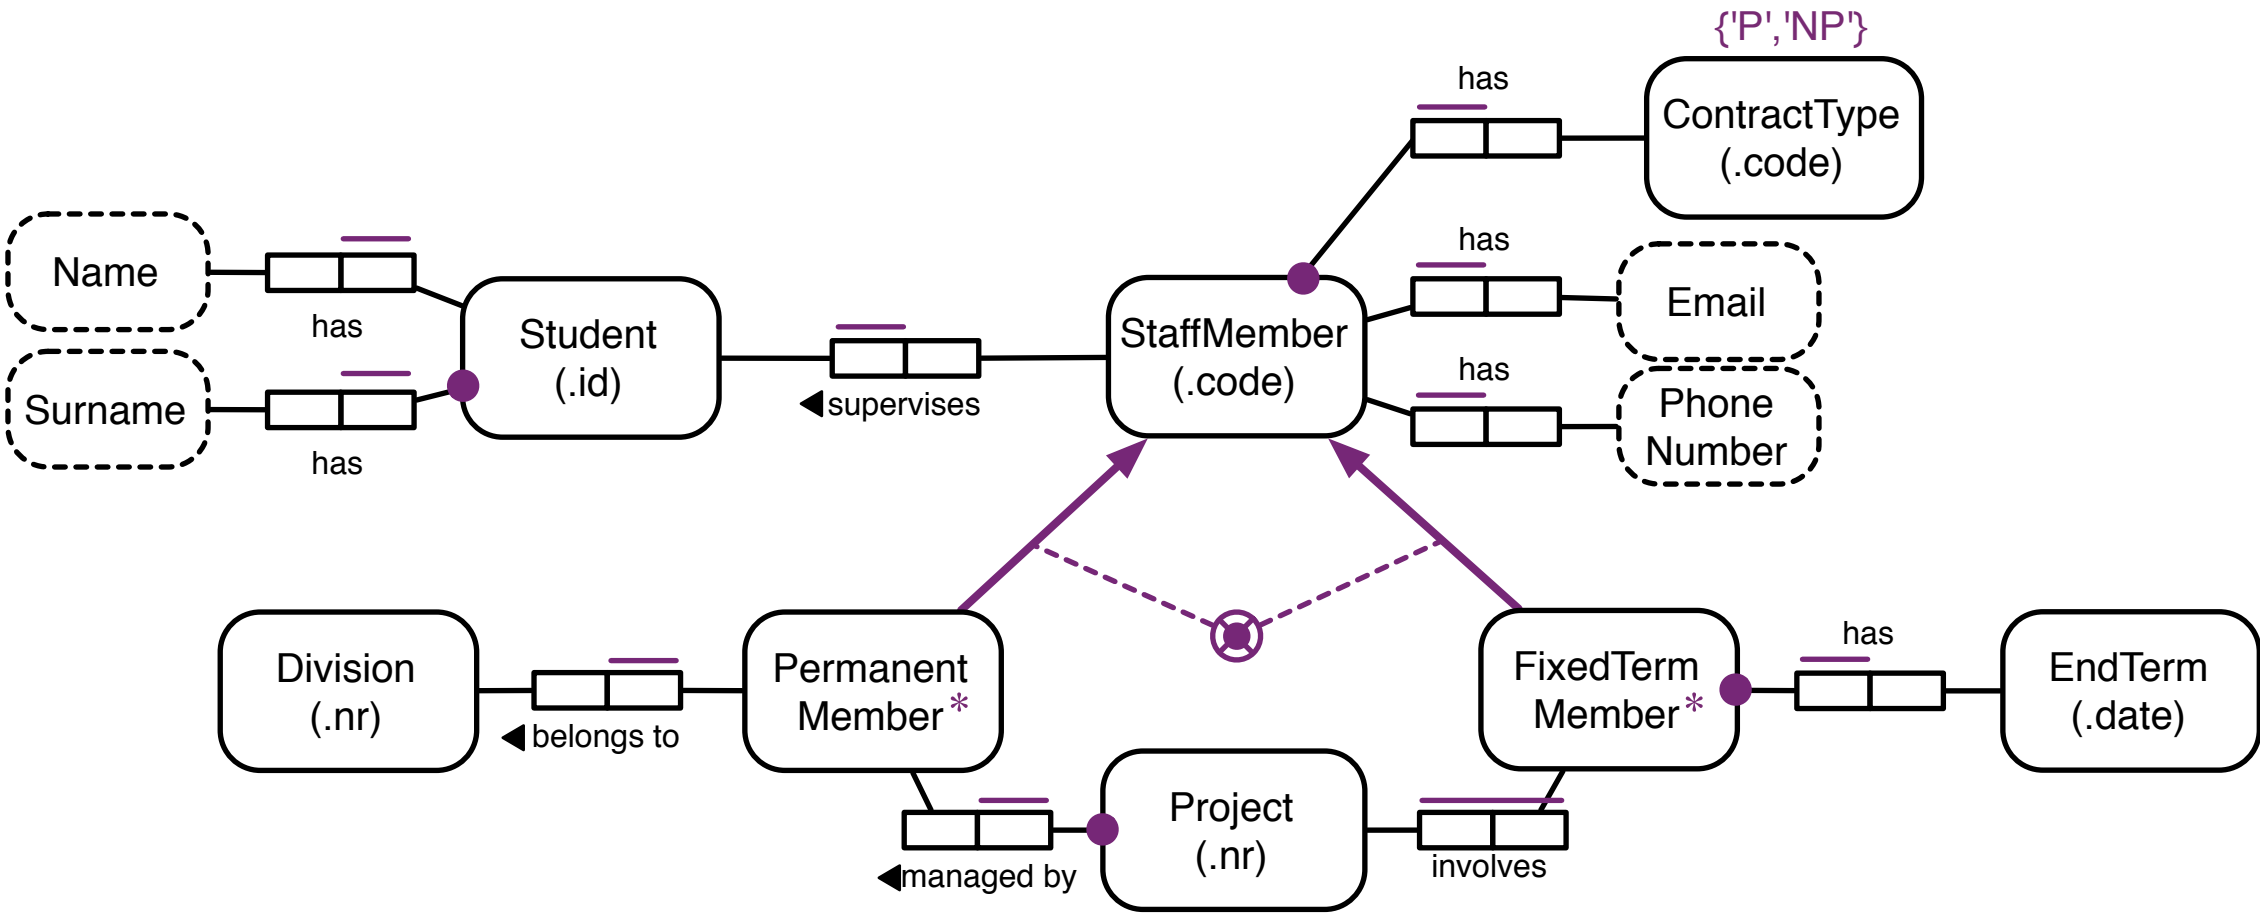 {'P','NP'}
has
ContractType
(.code)
Name
has
Student
(.id)
Surname
has
◀supervises
StaffMember
(.code)
has
Email
has
Phone
Number
Division
(.nr)
◀ belongs to
Permanent
Member*
FixedTerm
Member*
has
EndTerm
(.date)
◀managed by
Project
(.nr)
involves